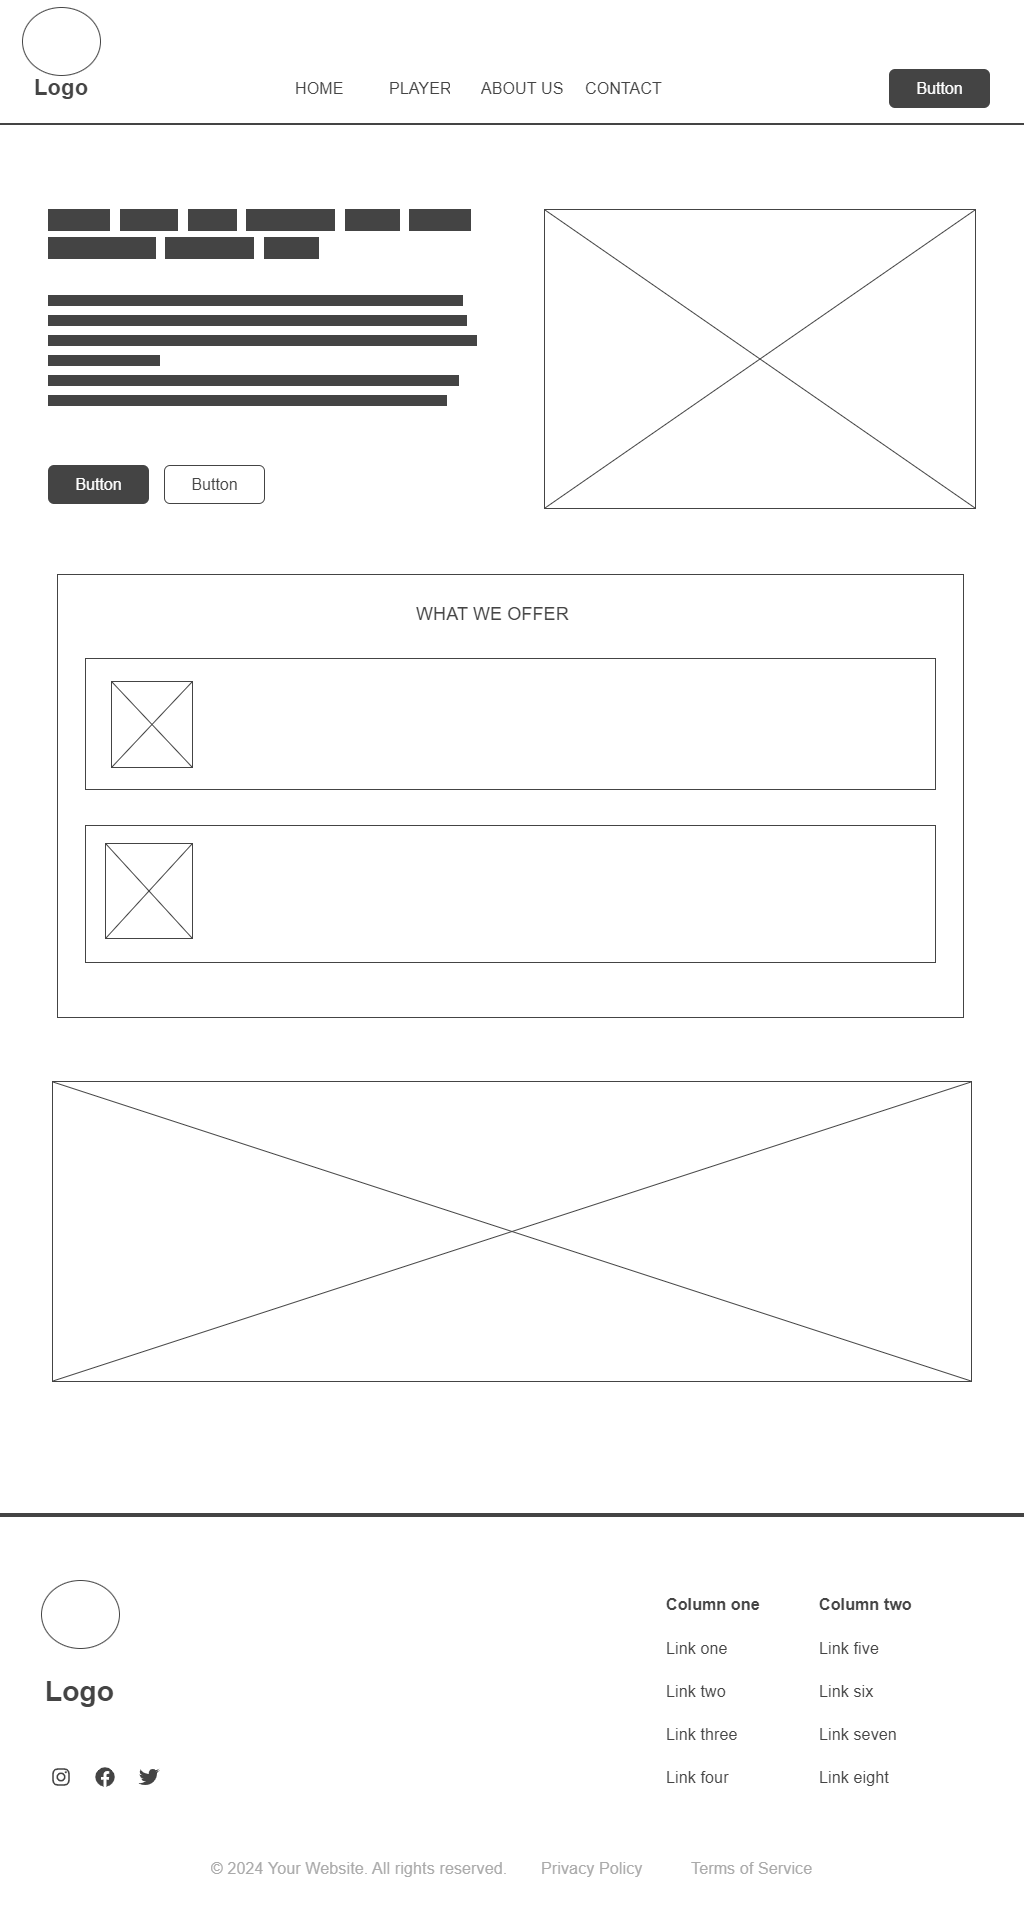 Logo
HOME PLAYER ABOUT US CONTACT
Button
Button Button
WHAT WE OFFER
Logo
Column one
Link one
Link two
Link three
Link four
Column two
Link five
Link six
Link seven
Link eight
© 2024 Your Website. All rights reserved. Privacy Policy Terms of Service